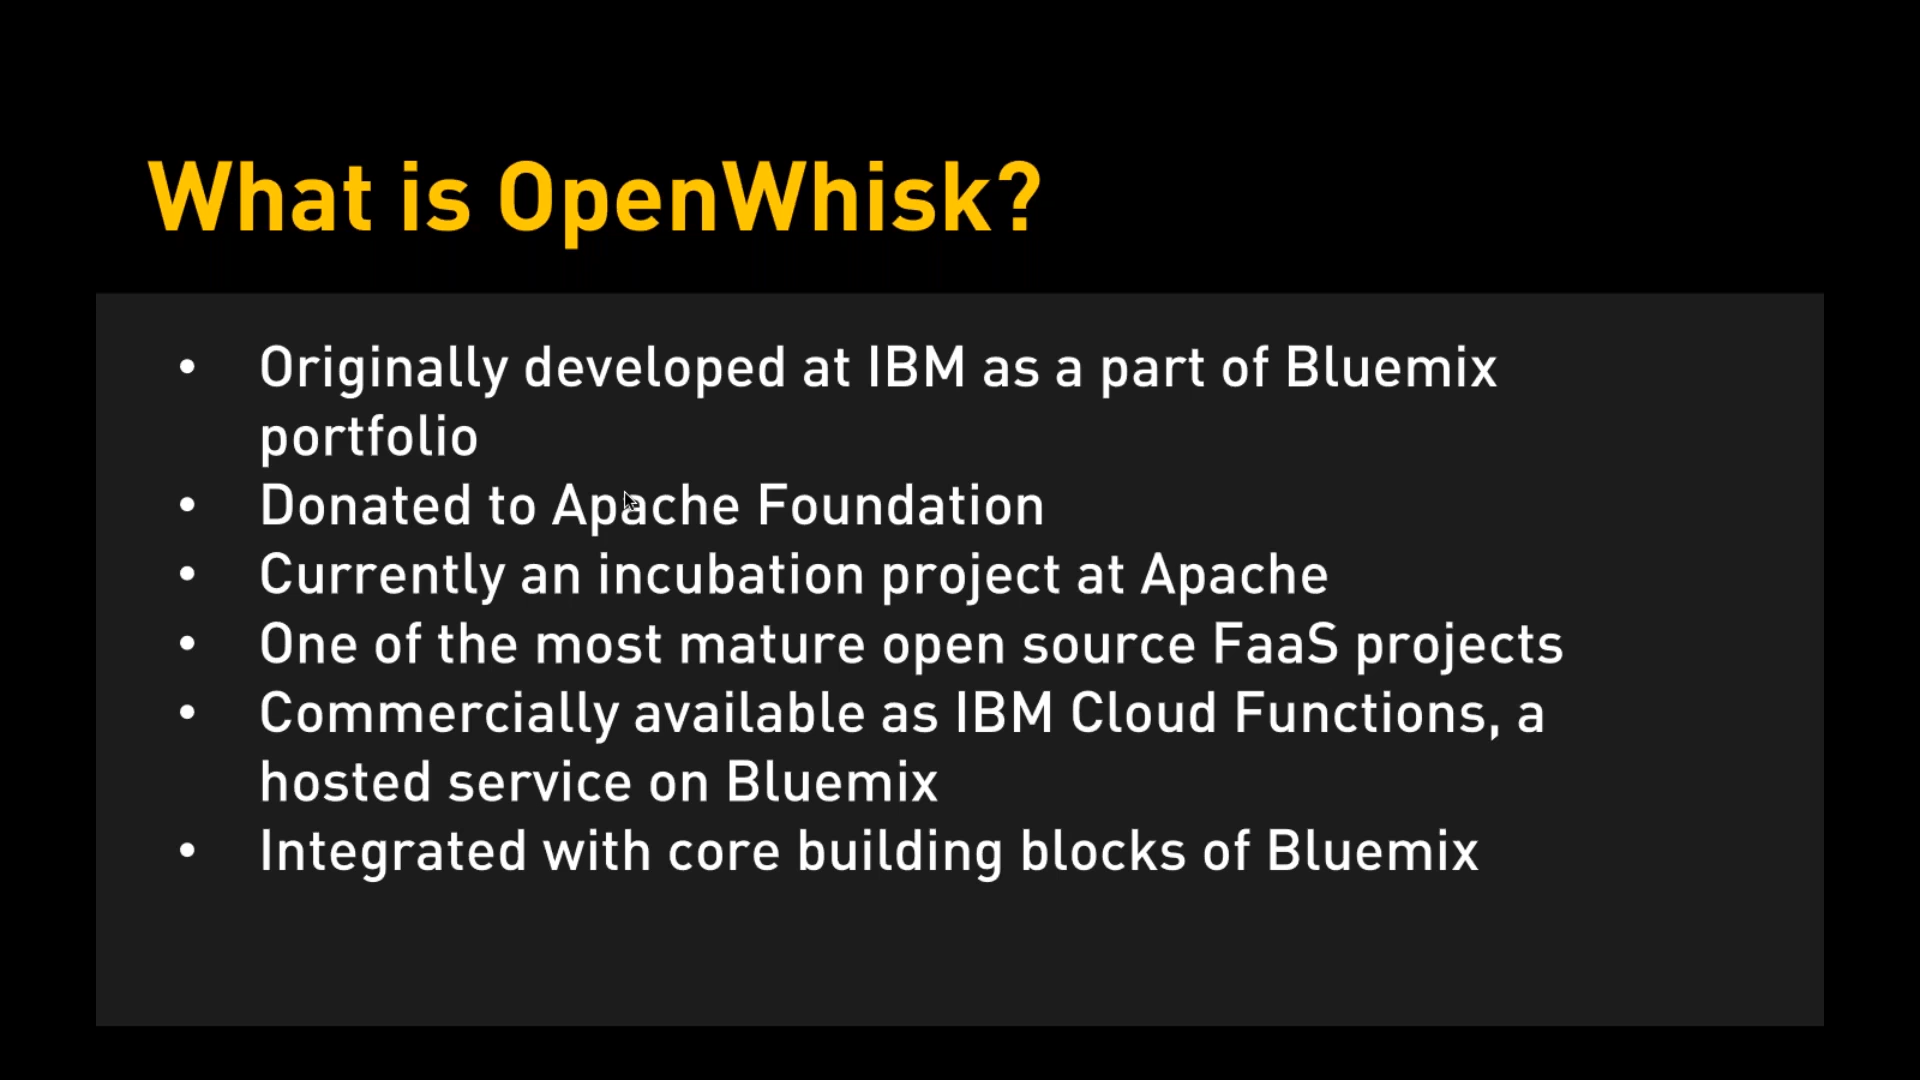 What is OpenWhisk?
• Originally developed at IBM as a part of Bluemix
portfolio
• Donated to Apache Foundation
• Currently an incubation project at Apache
• One of the most mature open source FaaS projects
• Commercially available as IBM Cloud Functions, a
hosted service on Bluemix
• Integrated with core building blocks of Bluemix